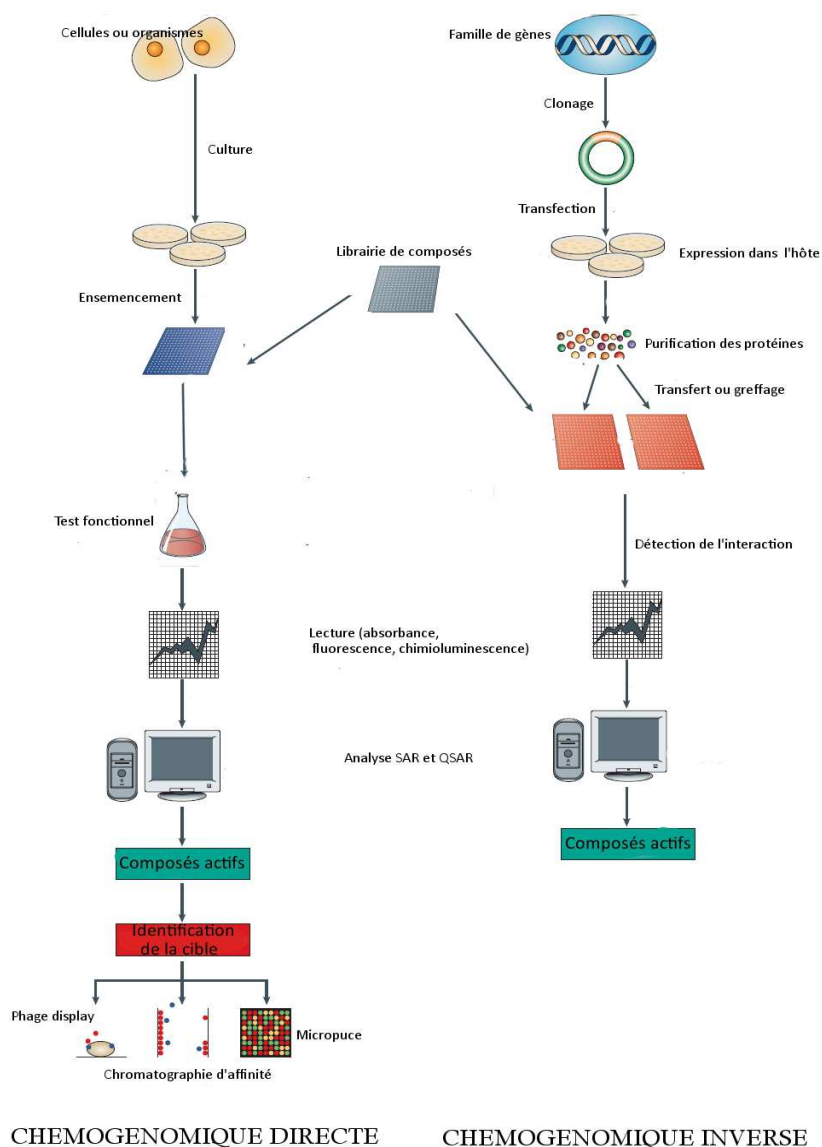 Cellules ou organismes
Famille de gènes
Clonage
Culture
Transfection
Librairie de composés
Expression dans l'hôte
Ensemencement
Purification des protéines
Transfert ou greffage
Test fonctionnel
Détection de l'interaction
Lecture (absorbance,
fluorescence, chimioluminescence)
Analyse SAR et QSAR
Composés actifs
Composés actifs
Identification
de la cible
Phage display
Micropuce
Chromatographie d'affinité
CHEMOGENOMIQUE DIRECTE
CHEMOGENOMIQUE INVERSE